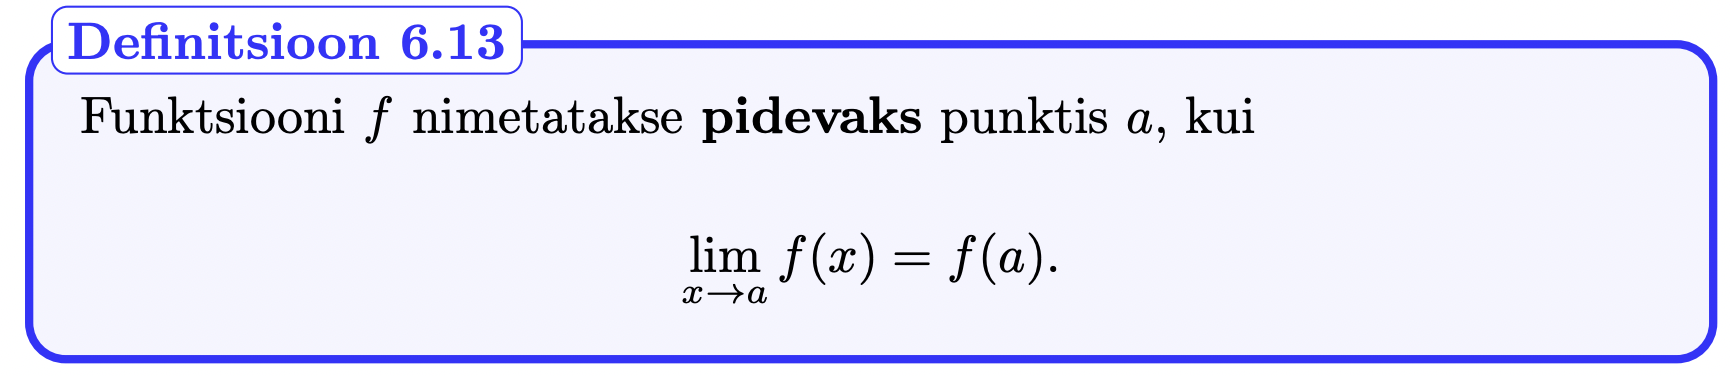 Definitsioon 6.13
Funktsiooni f nimetatakse pidevaks punktis a, kui
lim f(x) = f(a).
x→a